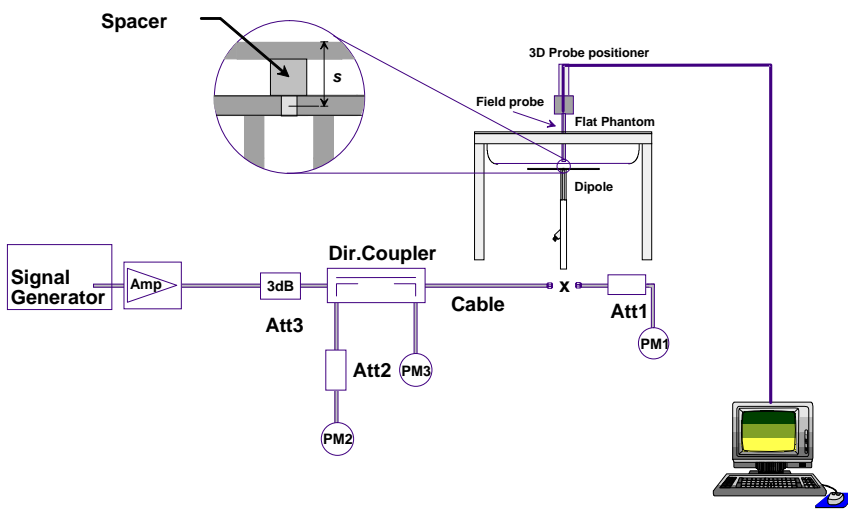 Spacer
s
3D Probe positioner
Field probe
Flat Phantom
Dipole
Dir.Coupler
Signal
Generator
Amp
3dB
Att3
Cable
x
Att1
PM1
Att2
PM3
PM2